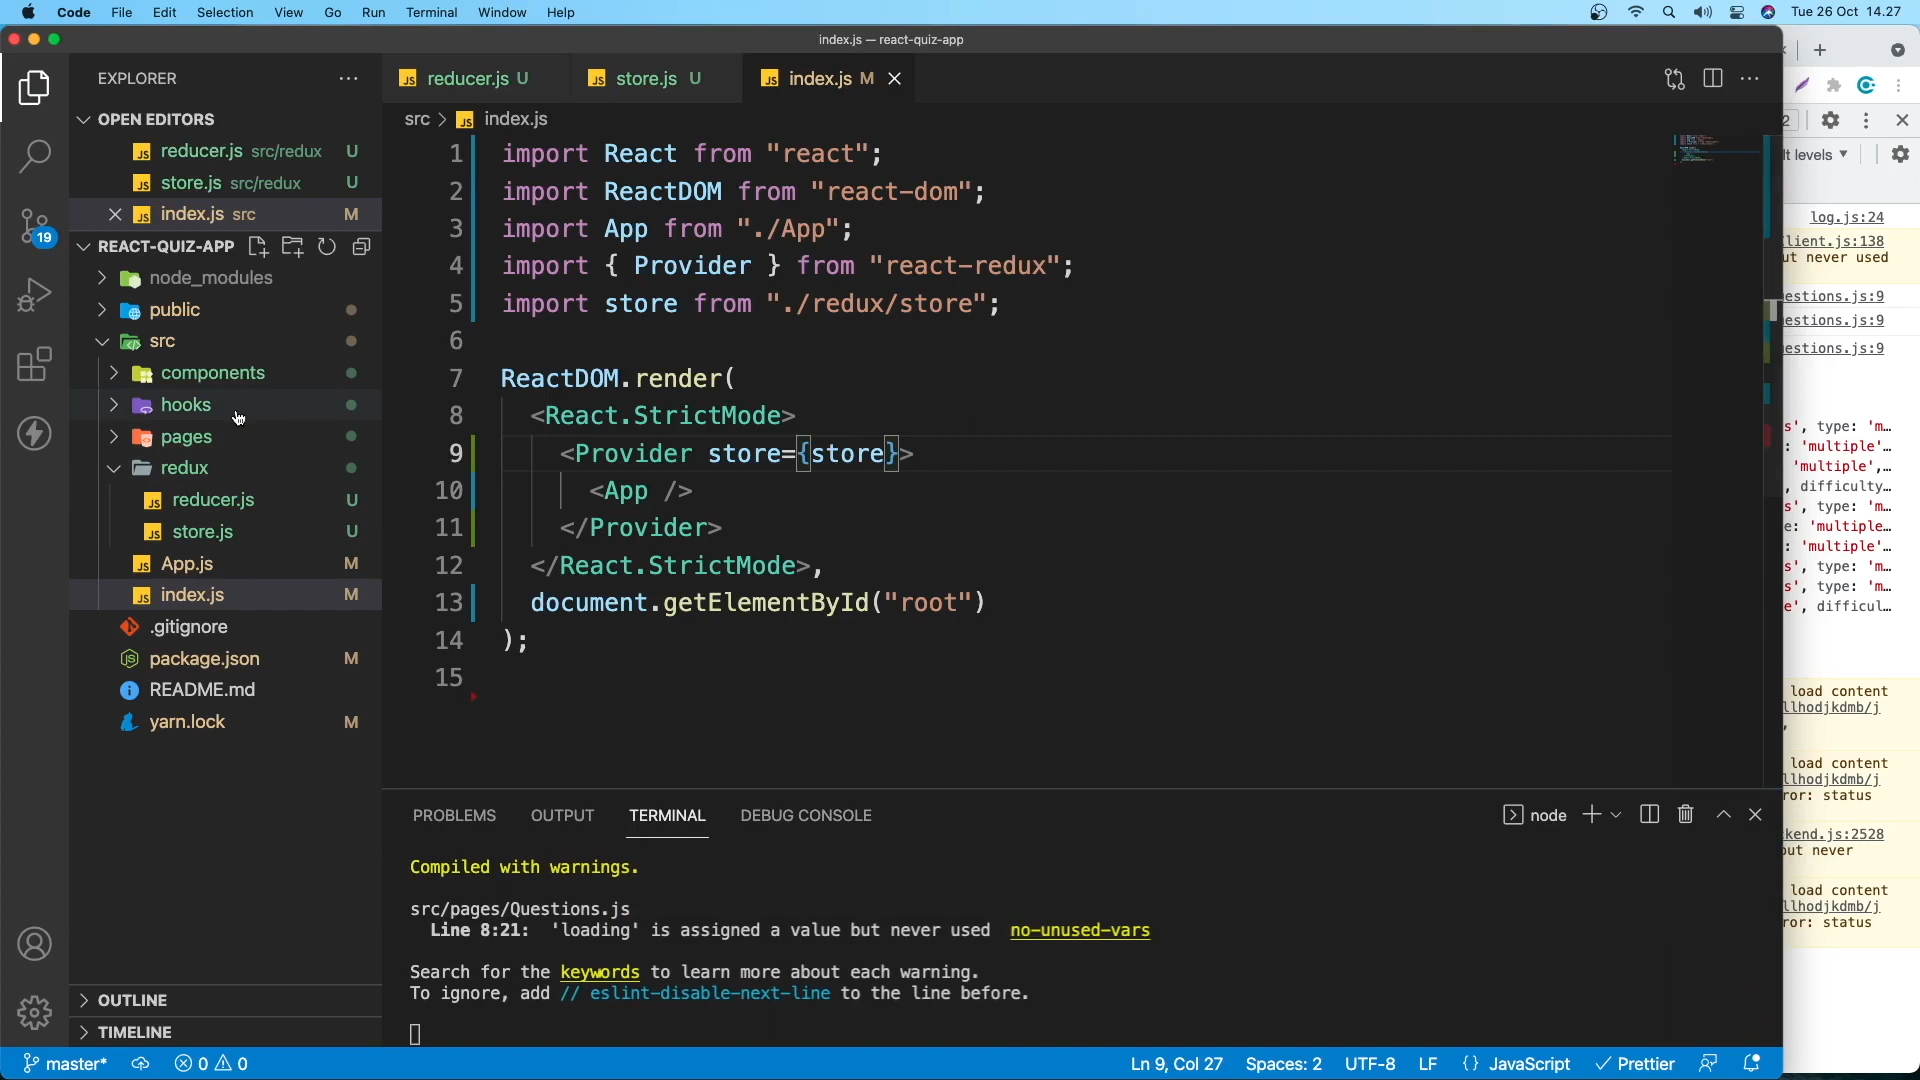 Code File Edit Selection View Go Run Terminal Window Help Tue 26 Oct 14.27
index.js — react-quiz-app
EXPLORER
OPEN EDITORS
reducer.js src/redux U
store.js src/redux U
index.js src M
REACT-QUIZ-APP
node_modules
public
src
components
hooks
pages
redux
reducer.js U
store.js U
App.js M
index.js M
.gitignore
package.json M
README.md
yarn.lock M
OUTLINE
TIMELINE
19
reducer.js U store.js U index.js M
src > index.js
1 import React from "react";
2 import ReactDOM from "react-dom";
3 import App from "./App";
4 import { Provider } from "react-redux";
5 import store from "./redux/store";
6
7 ReactDOM.render(
8 <React.StrictMode>
9 <Provider store={store}>
10 <App />
11 </Provider>
12 </React.StrictMode>,
13 document.getElementById("root")
14 );
15
PROBLEMS OUTPUT TERMINAL DEBUG CONSOLE node
Compiled with warnings.
src/pages/Questions.js
Line 8:21: 'loading' is assigned a value but never used no-unused-vars
Search for the keywords to learn more about each warning.
To ignore, add // eslint-disable-next-line to the line before.
master* 0 0 Ln 9, Col 27 Spaces: 2 UTF-8 LF {} JavaScript Prettier
2
lt levels
log.js:24
lient.js:138
ut never used
estions.js:9
estions.js:9
estions.js:9
s', type: 'm…
: 'multiple'…
'multiple',…
, difficulty…
s', type: 'm…
e: 'multiple…
: 'multiple'…
s', type: 'm…
s', type: 'm…
e', difficul…
load content
llhodjkdmb/j
load content
llhodjkdmb/j
ror: status
kend.js:2528
out never
load content
llhodjkdmb/j
ror: status